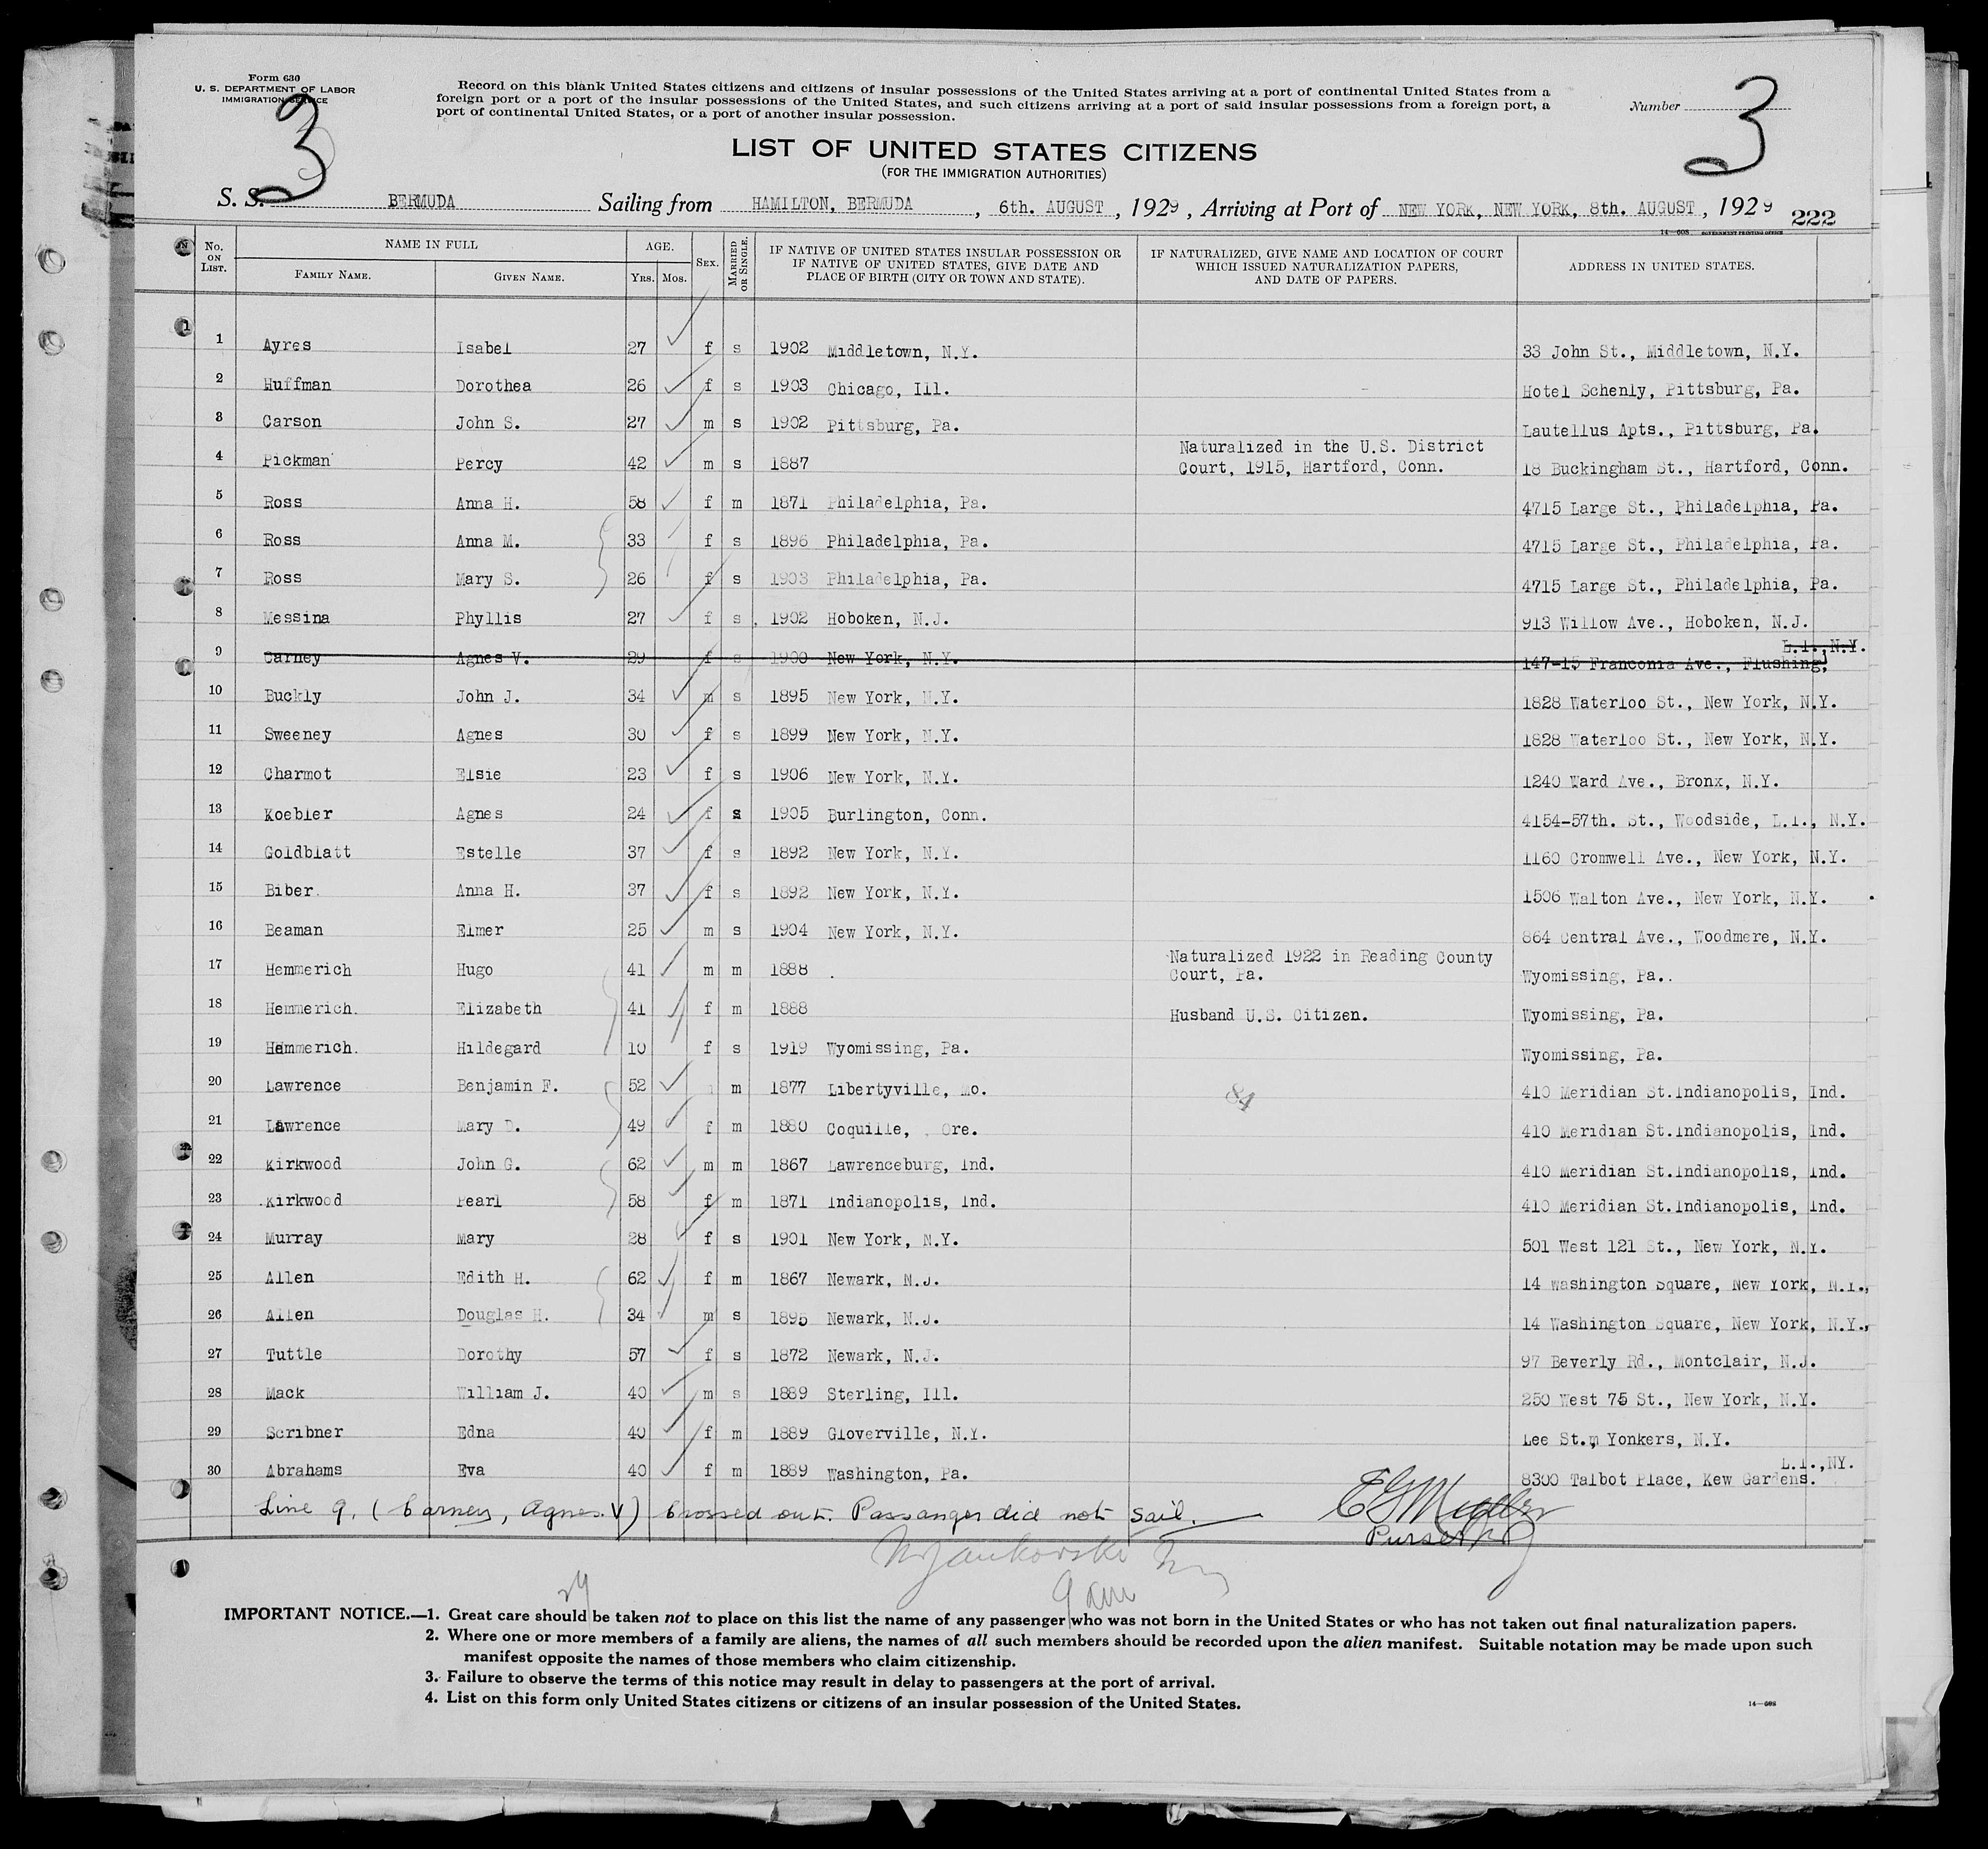 Form 630
U. S. DEPARTMENT OF LABOR
IMMIGRATION SERVICE
3
Record on this blank United States citizens and citizens of insular possessions of the United States arriving at a port of continental United States from a
foreign port or a port of the insular possessions of the United States, and such citizens arriving at a port of said insular possessions from a foreign port, a
port of continental United States, or a port of another insular possession.
Number 3
LIST OF UNITED STATES CITIZENS
(FOR THE IMMIGRATION AUTHORITIES)
S. S. BERMUDA Sailing from HAMILTON, BERMUDA, 6th. AUGUST, 1929, Arriving at Port of NEW YORK, NEW YORK, 8th. AUGUST, 1929 222
14—608 GOVERNMENT PRINTING OFFICE
No. ON LIST. NAME IN FULL FAMILY NAME. GIVEN NAME. AGE. YRS. MOS. SEX. MARRIED OR SINGLE. IF NATIVE OF UNITED STATES INSULAR POSSESSION OR IF NATIVE OF UNITED STATES, GIVE DATE AND PLACE OF BIRTH (CITY OR TOWN AND STATE). IF NATURALIZED, GIVE NAME AND LOCATION OF COURT WHICH ISSUED NATURALIZATION PAPERS, AND DATE OF PAPERS. ADDRESS IN UNITED STATES.
1 Ayres Isabel 27 f s 1902 Middletown, N.Y. 33 John St., Middletown, N.Y.
2 Huffman Dorothea 26 f s 1903 Chicago, Ill. Hotel Schenly, Pittsburg, Pa.
3 Carson John S. 27 m s 1902 Pittsburg, Pa. Lautellus Apts., Pittsburg, Pa.
4 Pickman Percy 42 m s 1887 Naturalized in the U.S. District Court, 1915, Hartford, Conn. 18 Buckingham St., Hartford, Conn.
5 Ross Anna H. 58 f m 1871 Philadelphia, Pa. 4715 Large St., Philadelphia, Pa.
6 Ross Anna M. 33 f s 1896 Philadelphia, Pa. 4715 Large St., Philadelphia, Pa.
7 Ross Mary S. 26 f s 1903 Philadelphia, Pa. 4715 Large St., Philadelphia, Pa.
8 Messina Phyllis 27 f s 1902 Hoboken, N.J. 913 Willow Ave., Hoboken, N.J.
9 Carney Agnes V. 29 f s 1900 New York, N.Y. 147-15 Franconia Ave., Flushing, L.I., N.Y.
10 Buckly John J. 34 m s 1895 New York, N.Y. 1828 Waterloo St., New York, N.Y.
11 Sweeney Agnes 30 f s 1899 New York, N.Y. 1828 Waterloo St., New York, N.Y.
12 Charmot Elsie 23 f s 1906 New York, N.Y. 1240 Ward Ave., Bronx, N.Y.
13 Koebler Agnes 24 f s 1905 Burlington, Conn. 4154-57th. St., Woodside, L.I., N.Y.
14 Goldblatt Estelle 37 f s 1892 New York, N.Y. 1160 Cromwell Ave., New York, N.Y.
15 Biber Anna H. 37 f s 1892 New York, N.Y. 1506 Walton Ave., New York, N.Y.
16 Beaman Elmer 25 m s 1904 New York, N.Y. 864 Central Ave., Woodmere, N.Y.
17 Hemmerich Hugo 41 m m 1888 Naturalized 1922 in Reading County Court, Pa. Wyomissing, Pa..
18 Hemmerich. Elizabeth 41 f m 1888 Husband U.S. Citizen. Wyomissing, Pa.
19 Hemmerich. Hildegard 10 f s 1919 Wyomissing, Pa. Wyomissing, Pa.
20 Lawrence Benjamin F. 52 m 1877 Libertyville, Mo. 84 410 Meridian St.Indianopolis, Ind.
21 Lawrence Mary D. 49 f m 1880 Coquille, Ore. 410 Meridian St.Indianopolis, Ind.
22 Kirkwood John G. 62 m m 1867 Lawrenceburg, Ind. 410 Meridian St.Indianopolis, Ind.
23 Kirkwood Pearl 58 f m 1871 Indianopolis, Ind. 410 Meridian St.Indianopolis, Ind.
24 Murray Mary 28 f s 1901 New York, N.Y. 501 West 121 St., New York, N.Y.
25 Allen Edith H. 62 f m 1867 Newark, N.J. 14 Washington Square, New York, N.Y.,
26 Allen Douglas H. 34 m s 1895 Newark, N.J. 14 Washington Square, New York, N.Y.,
27 Tuttle Dorothy 57 f s 1872 Newark, N.J. 97 Beverly Rd., Montclair, N.J.
28 Mack William J. 40 m s 1889 Sterling, Ill. 250 West 75 St., New York, N.Y.
29 Scribner Edna 40 f m 1889 Gloverville, N.Y. Lee St., Yonkers, N.Y.
30 Abrahams Eva 40 f m 1889 Washington, Pa. 8300 Talbot Place, Kew Gardens. L.I.,NY.
Line 9, (Carney, Agnes V) Crossed out. Passanger did not sail.
Purser
29
9 am
IMPORTANT NOTICE.—1. Great care should be taken not to place on this list the name of any passenger who was not born in the United States or who has not taken out final naturalization papers.
2. Where one or more members of a family are aliens, the names of all such members should be recorded upon the alien manifest. Suitable notation may be made upon such
manifest opposite the names of those members who claim citizenship.
3. Failure to observe the terms of this notice may result in delay to passengers at the port of arrival.
4. List on this form only United States citizens or citizens of an insular possession of the United States.
14—608